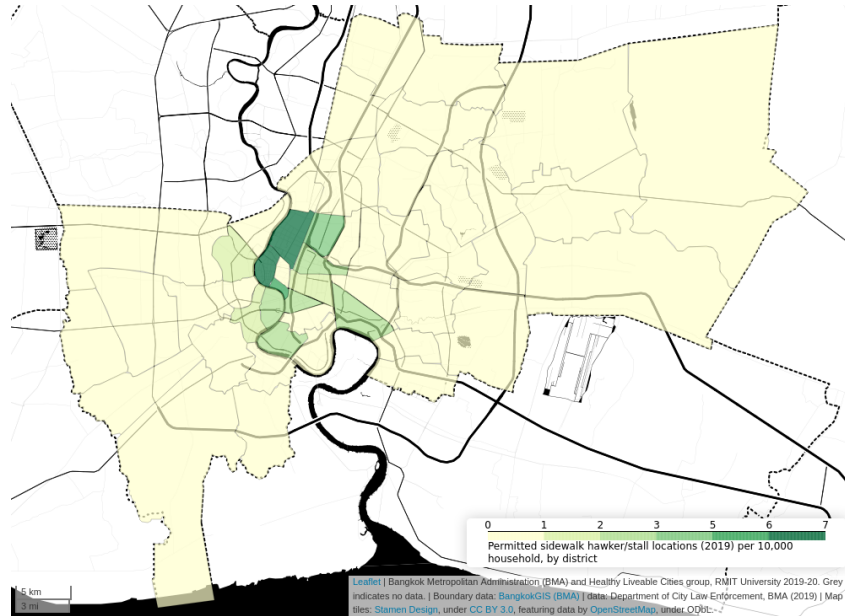 0 1 2 3 5 6 7
Permitted sidewalk hawker/stall locations (2019) per 10,000
household, by district
5 km
3 mi
Leaflet | Bangkok Metropolitan Administration (BMA) and Healthy Liveable Cities group, RMIT University 2019-20. Grey
indicates no data. | Boundary data: BangkokGIS (BMA) | data: Department of City Law Enforcement, BMA (2019) | Map
tiles: Stamen Design, under CC BY 3.0, featuring data by OpenStreetMap, under ODbL.